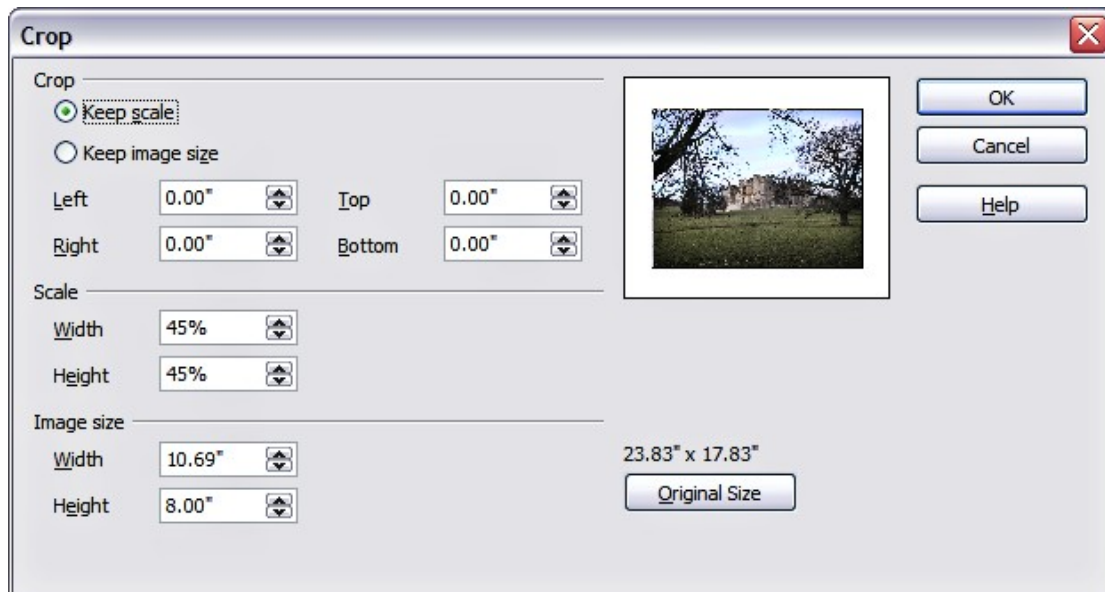 Crop
Crop
Keep scale
Keep image size
Left 0.00" Top 0.00"
Right 0.00" Bottom 0.00"
Scale
Width 45%
Height 45%
Image size
Width 10.69"
Height 8.00"
23.83" x 17.83"
Original Size
OK
Cancel
Help